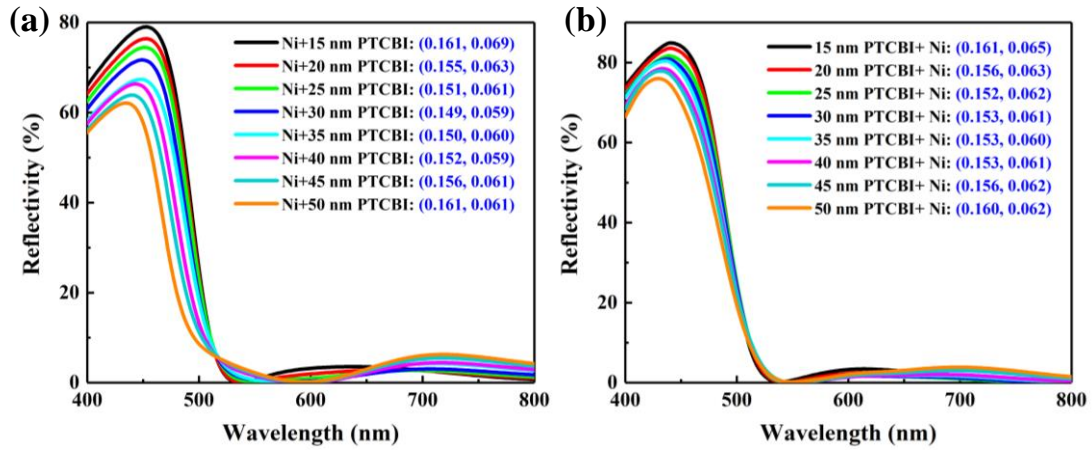 (a)
80
60
40
20
0
400 500 600 700 800
Reflectivity (%)
Wavelength (nm)
Ni+15 nm PTCBI: (0.161, 0.069)
Ni+20 nm PTCBI: (0.155, 0.063)
Ni+25 nm PTCBI: (0.151, 0.061)
Ni+30 nm PTCBI: (0.149, 0.059)
Ni+35 nm PTCBI: (0.150, 0.060)
Ni+40 nm PTCBI: (0.152, 0.059)
Ni+45 nm PTCBI: (0.156, 0.061)
Ni+50 nm PTCBI: (0.161, 0.061)
(b)
80
60
40
20
0
400 500 600 700 800
Reflectivity (%)
Wavelength (nm)
15 nm PTCBI+ Ni: (0.161, 0.065)
20 nm PTCBI+ Ni: (0.156, 0.063)
25 nm PTCBI+ Ni: (0.152, 0.062)
30 nm PTCBI+ Ni: (0.153, 0.061)
35 nm PTCBI+ Ni: (0.153, 0.060)
40 nm PTCBI+ Ni: (0.153, 0.061)
45 nm PTCBI+ Ni: (0.156, 0.062)
50 nm PTCBI+ Ni: (0.160, 0.062)